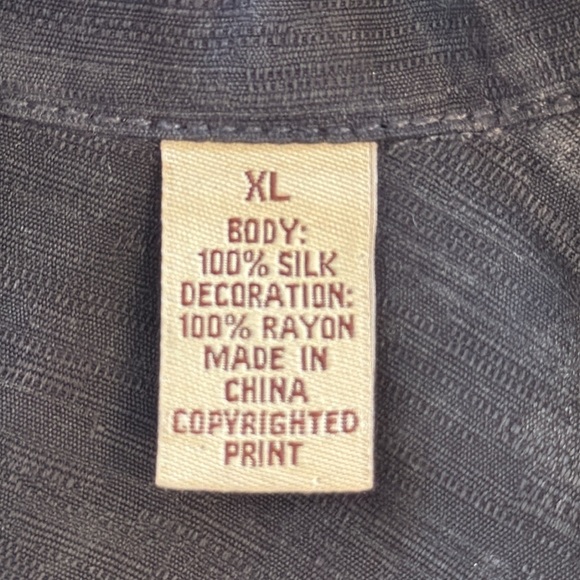 XL
BODY:
100% SILK
DECORATION:
100% RAYON
MADE IN
CHINA
COPYRIGHTED
PRINT